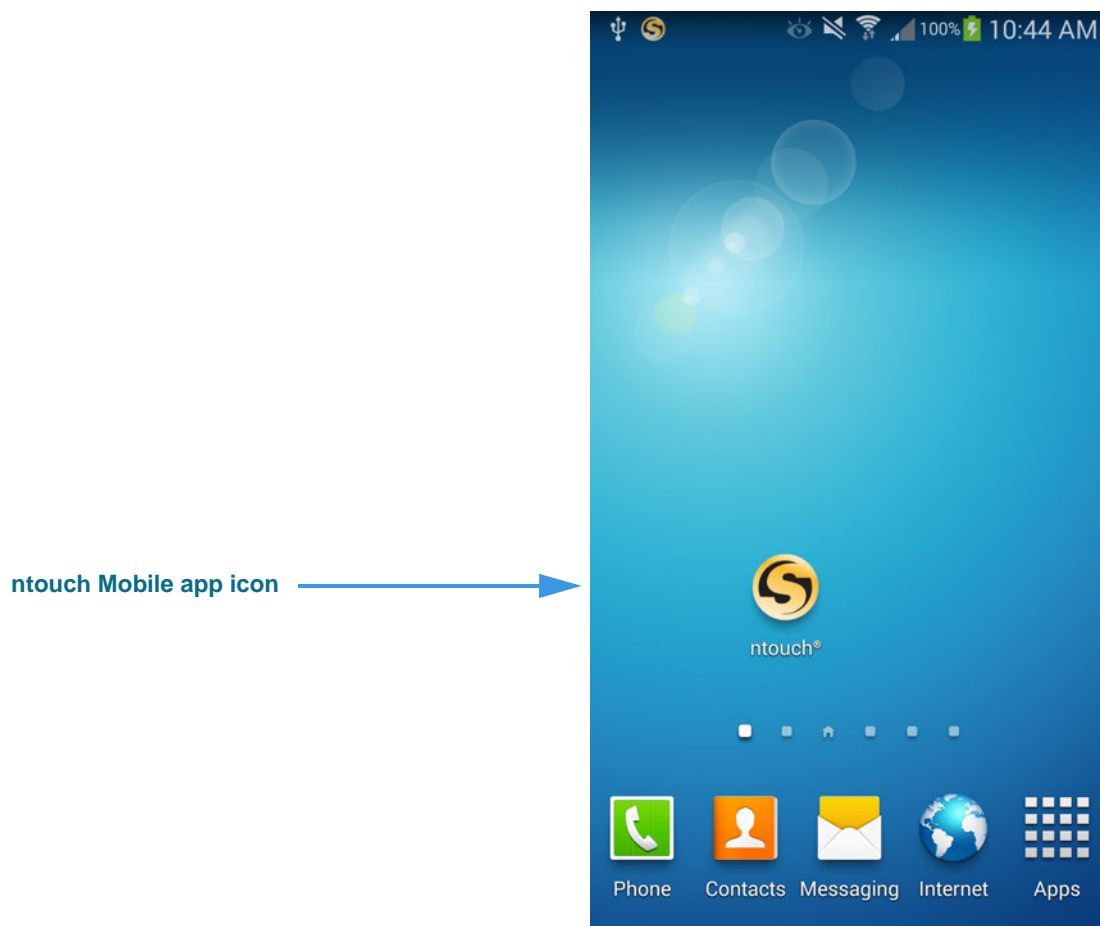 100% 10:44 AM
ntouch Mobile app icon
ntouch®
Phone Contacts Messaging Internet Apps